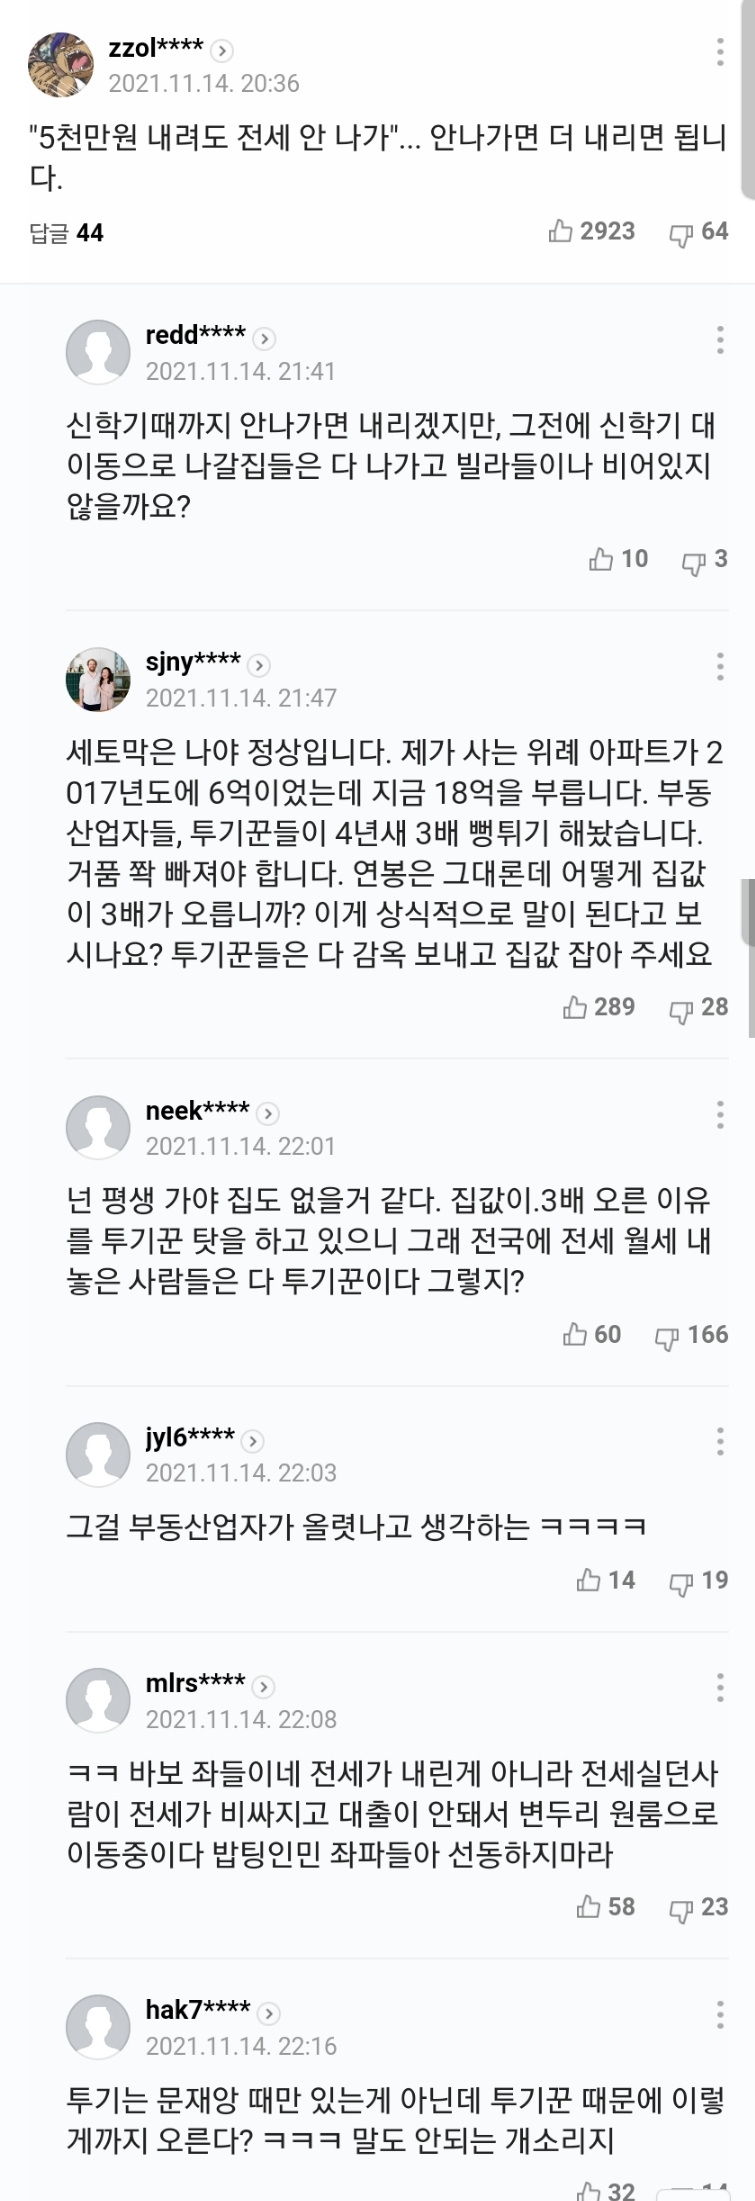 zzol****
2021.11.14. 20:36
"5천만원 내려도 전세 안 나가"... 안나가면 더 내리면 됩니
다.
답글 44
2923 64
redd****
2021.11.14. 21:41
신학기때까지 안나가면 내리겠지만, 그전에 신학기 대
이동으로 나갈집들은 다 나가고 빌라들이나 비어있지
않을까요?
10 3
sjny****
2021.11.14. 21:47
세토막은 나야 정상입니다. 제가 사는 위례 아파트가 2
017년도에 6억이었는데 지금 18억을 부릅니다. 부동
산업자들, 투기꾼들이 4년새 3배 뻥튀기 해놨습니다.
거품 쫙 빠져야 합니다. 연봉은 그대론데 어떻게 집값
이 3배가 오릅니까? 이게 상식적으로 말이 된다고 보
시나요? 투기꾼들은 다 감옥 보내고 집값 잡아 주세요
289 28
neek****
2021.11.14. 22:01
넌 평생 가야 집도 없을거 같다. 집값이.3배 오른 이유
를 투기꾼 탓을 하고 있으니 그래 전국에 전세 월세 내
놓은 사람들은 다 투기꾼이다 그렇지?
60 166
jyl6****
2021.11.14. 22:03
그걸 부동산업자가 올렷나고 생각하는 ㅋㅋㅋㅋ
14 19
mlrs****
2021.11.14. 22:08
ㅋㅋ 바보 좌들이네 전세가 내린게 아니라 전세실던사
람이 전세가 비싸지고 대출이 안돼서 변두리 원룸으로
이동중이다 밥팅인민 좌파들아 선동하지마라
58 23
hak7****
2021.11.14. 22:16
투기는 문재앙 때만 있는게 아닌데 투기꾼 때문에 이렇
게까지 오른다? ㅋㅋㅋ 말도 안되는 개소리지
32